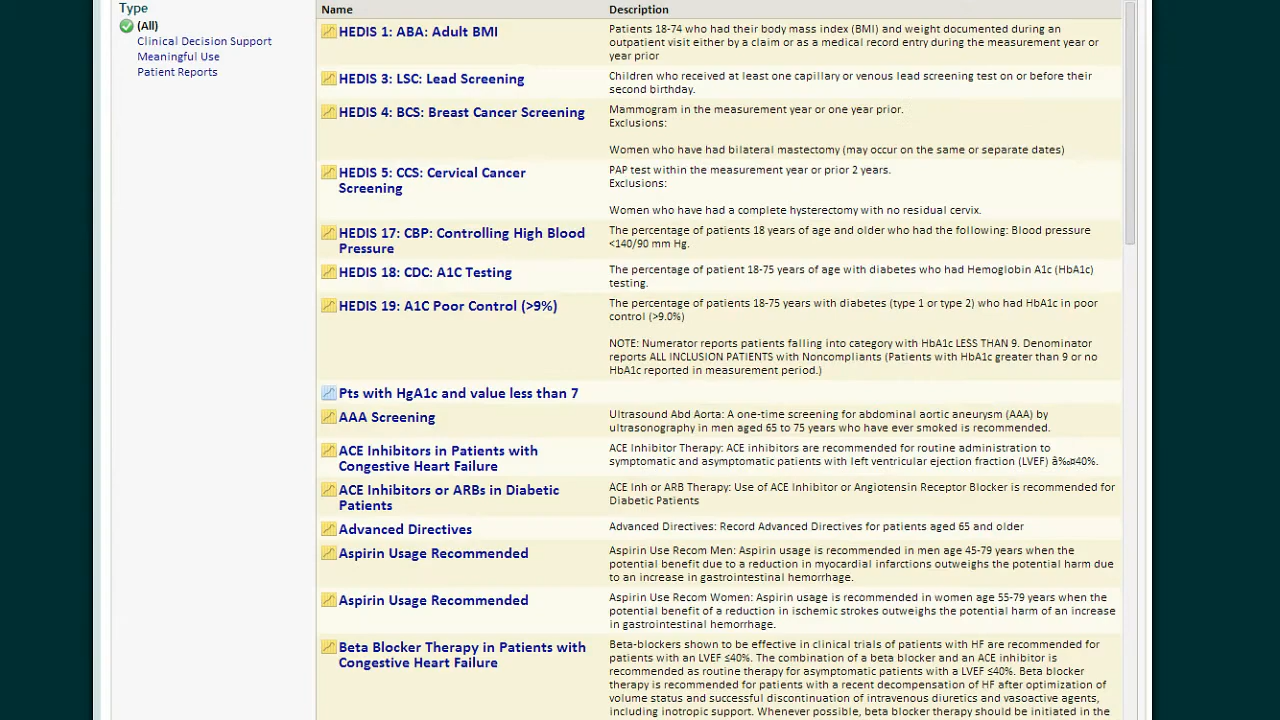 Type
(All)
Clinical Decision Support
Meaningful Use
Patient Reports
Name Description
HEDIS 1: ABA: Adult BMI
Patients 18-74 who had their body mass index (BMI) and weight documented during an
outpatient visit either by a claim or as a medical record entry during the measurement year or
year prior
HEDIS 3: LSC: Lead Screening
Children who received at least one capillary or venous lead screening test on or before their
second birthday.
HEDIS 4: BCS: Breast Cancer Screening
Mammogram in the measurement year or one year prior.
Exclusions:
Women who have had bilateral mastectomy (may occur on the same or separate dates)
HEDIS 5: CCS: Cervical Cancer
Screening
PAP test within the measurement year or prior 2 years.
Exclusions:
Women who have had a complete hysterectomy with no residual cervix.
HEDIS 17: CBP: Controlling High Blood
Pressure
The percentage of patients 18 years of age and older who had the following: Blood pressure
<140/90 mm Hg.
HEDIS 18: CDC: A1C Testing
The percentage of patient 18-75 years of age with diabetes who had Hemoglobin A1c (HbA1c)
testing.
HEDIS 19: A1C Poor Control (>9%)
The percentage of patients 18-75 years with diabetes (type 1 or type 2) who had HbA1c in poor
control (>9.0%)
NOTE: Numerator reports patients falling into category with HbA1c LESS THAN 9. Denominator
reports ALL INCLUSION PATIENTS with Noncompliants (Patients with HbA1c greater than 9 or no
HbA1c reported in measurement period.)
Pts with HgA1c and value less than 7
AAA Screening
Ultrasound Abd Aorta: A one-time screening for abdominal aortic aneurysm (AAA) by
ultrasonography in men aged 65 to 75 years who have ever smoked is recommended.
ACE Inhibitors in Patients with
Congestive Heart Failure
ACE Inhibitor Therapy: ACE inhibitors are recommended for routine administration to
symptomatic and asymptomatic patients with left ventricular ejection fraction (LVEF) â‰¤40%.
ACE Inhibitors or ARBs in Diabetic
Patients
ACE Inh or ARB Therapy: Use of ACE Inhibitor or Angiotensin Receptor Blocker is recommended for
Diabetic Patients
Advanced Directives
Advanced Directives: Record Advanced Directives for patients aged 65 and older
Aspirin Usage Recommended
Aspirin Use Recom Men: Aspirin usage is recommended in men age 45-79 years when the
potential benefit due to a reduction in myocardial infarctions outweighs the potential harm due
to an increase in gastrointestinal hemorrhage.
Aspirin Usage Recommended
Aspirin Use Recom Women: Aspirin usage is recommended in women age 55-79 years when the
potential benefit of a reduction in ischemic strokes outweighs the potential harm of an increase
in gastrointestinal hemorrhage.
Beta Blocker Therapy in Patients with
Congestive Heart Failure
Beta-blockers shown to be effective in clinical trials of patients with HF are recommended for
patients with an LVEF ≤40%. The combination of a beta blocker and an ACE inhibitor is
recommended as routine therapy for asymptomatic patients with a LVEF ≤40%. Beta blocker
therapy is recommended for patients with a recent decompensation of HF after optimization of
volume status and successful discontinuation of intravenous diuretics and vasoactive agents,
including inotropic support. Whenever possible, beta blocker therapy should be initiated in the